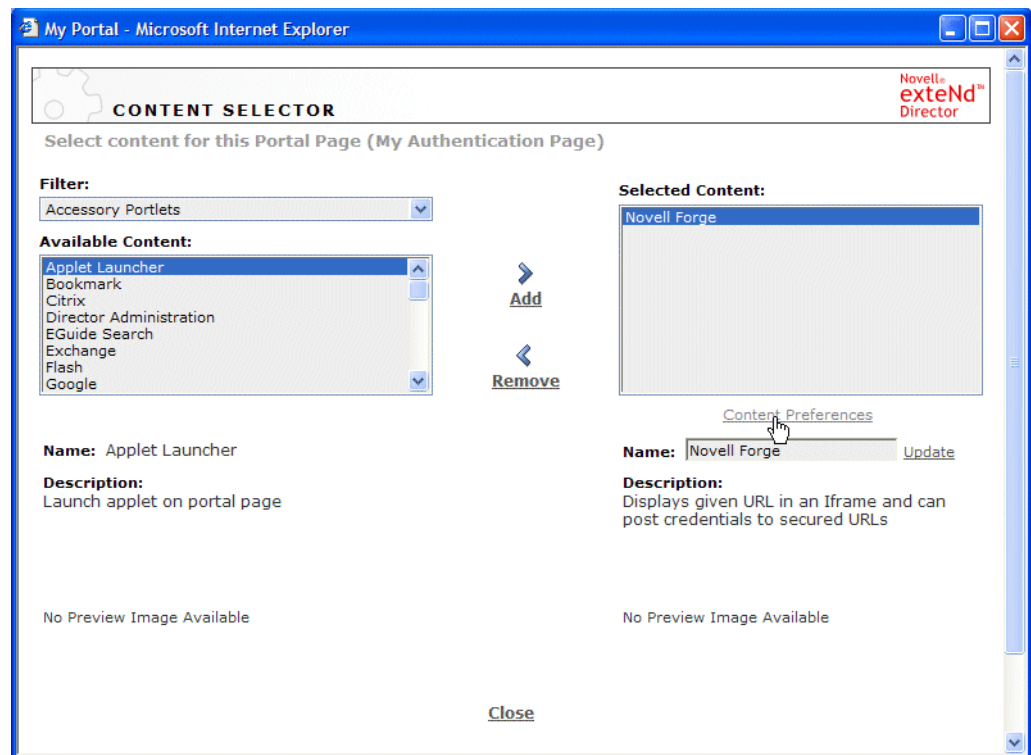 My Portal - Microsoft Internet Explorer
Novell®
exteNd™
Director
CONTENT SELECTOR
Select content for this Portal Page (My Authentication Page)
Filter:
Accessory Portlets
Available Content:
Applet Launcher
Bookmark
Citrix
Director Administration
EGuide Search
Exchange
Flash
Google
Add
Remove
Selected Content:
Novell Forge
Content Preferences
Name: Applet Launcher
Description:
Launch applet on portal page
No Preview Image Available
Name: Novell Forge Update
Description:
Displays given URL in an Iframe and can
post credentials to secured URLs
No Preview Image Available
Close